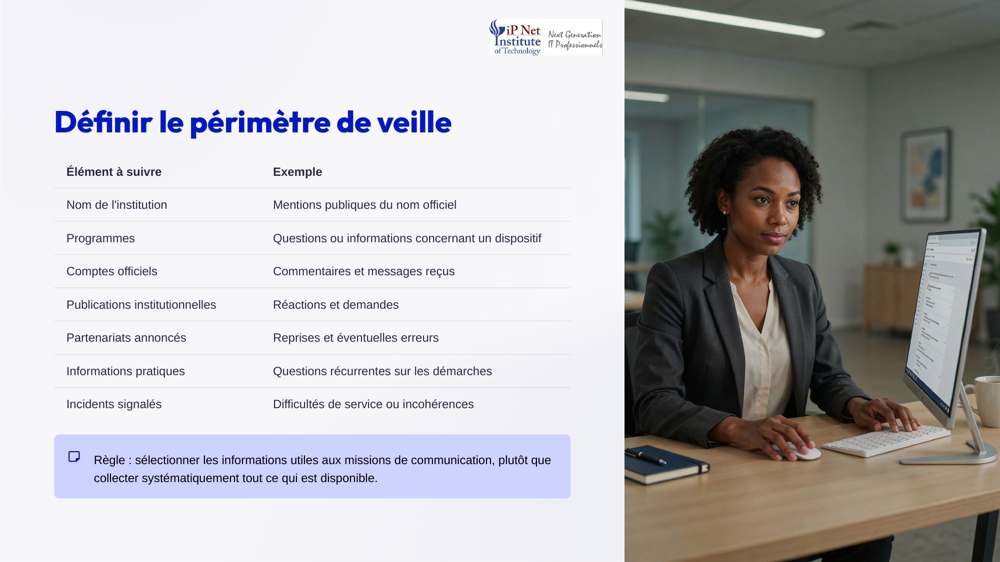 iP Net
Institute
of Technology
Next Generation
IT Professionnels
Définir le périmètre de veille
Élément à suivre Exemple
Nom de l'institution Mentions publiques du nom officiel
Programmes Questions ou informations concernant un dispositif
Comptes officiels Commentaires et messages reçus
Publications institutionnelles Réactions et demandes
Partenariats annoncés Reprises et éventuelles erreurs
Informations pratiques Questions récurrentes sur les démarches
Incidents signalés Difficultés de service ou incohérences
Règle : sélectionner les informations utiles aux missions de communication, plutôt que
collecter systématiquement tout ce qui est disponible.